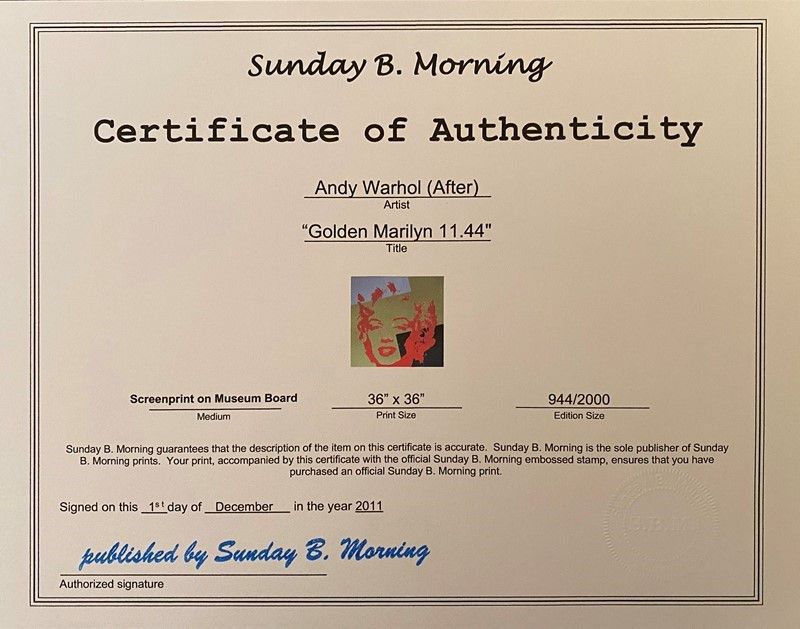 Sunday B. Morning
Certificate of Authenticity
Andy Warhol (After)
Artist
“Golden Marilyn 11.44"
Title
Screenprint on Museum Board
Medium
36” x 36”
Print Size
944/2000
Edition Size
Sunday B. Morning guarantees that the description of the item on this certificate is accurate.  Sunday B. Morning is the sole publisher of Sunday
B. Morning prints.  Your print, accompanied by this certificate with the official Sunday B. Morning embossed stamp, ensures that you have
purchased an official Sunday B. Morning print.
Signed on this 1st day of December in the year 2011
published by Sunday B. Morning
Authorized signature